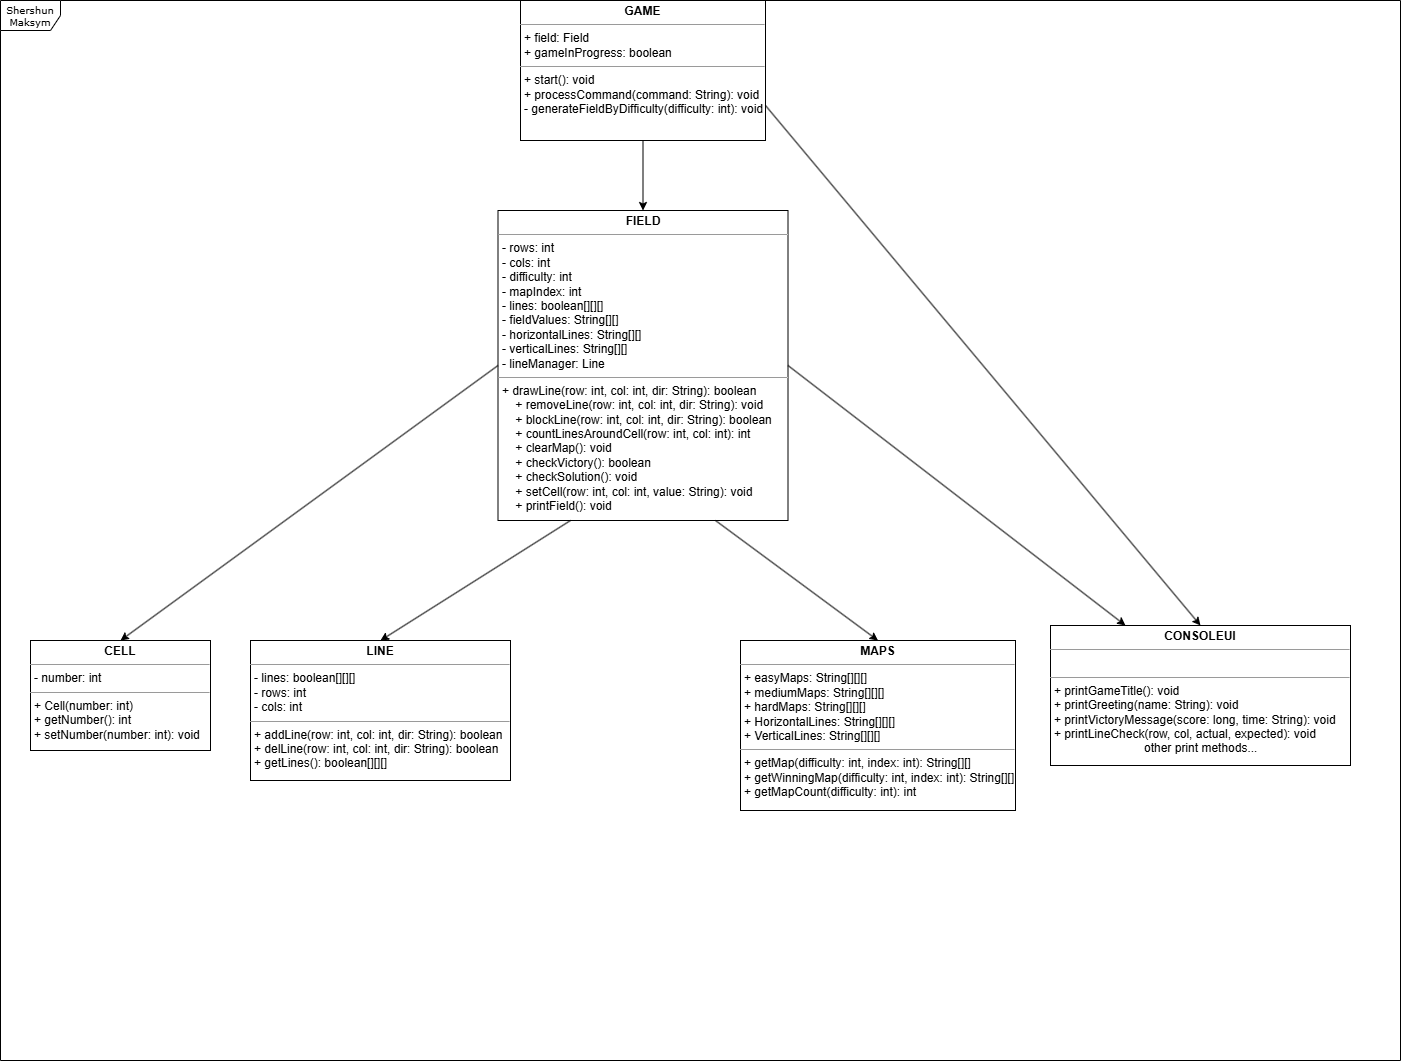 Shershun
Maksym
GAME
+ field: Field
+ gameInProgress: boolean
+ start(): void
+ processCommand(command: String): void
- generateFieldByDifficulty(difficulty: int): void
FIELD
- rows: int
- cols: int
- difficulty: int
- mapIndex: int
- lines: boolean[][][]
- fieldValues: String[][]
- horizontalLines: String[][]
- verticalLines: String[][]
- lineManager: Line
+ drawLine(row: int, col: int, dir: String): boolean
+ removeLine(row: int, col: int, dir: String): void
+ blockLine(row: int, col: int, dir: String): boolean
+ countLinesAroundCell(row: int, col: int): int
+ clearMap(): void
+ checkVictory(): boolean
+ checkSolution(): void
+ setCell(row: int, col: int, value: String): void
+ printField(): void
CELL
- number: int
+ Cell(number: int)
+ getNumber(): int
+ setNumber(number: int): void
LINE
- lines: boolean[][][]
- rows: int
- cols: int
+ addLine(row: int, col: int, dir: String): boolean
+ delLine(row: int, col: int, dir: String): boolean
+ getLines(): boolean[][][]
MAPS
+ easyMaps: String[][][]
+ mediumMaps: String[][][]
+ hardMaps: String[][][]
+ HorizontalLines: String[][][]
+ VerticalLines: String[][][]
+ getMap(difficulty: int, index: int): String[][]
+ getWinningMap(difficulty: int, index: int): String[][]
+ getMapCount(difficulty: int): int
CONSOLEUI
+ printGameTitle(): void
+ printGreeting(name: String): void
+ printVictoryMessage(score: long, time: String): void
+ printLineCheck(row, col, actual, expected): void
other print methods...